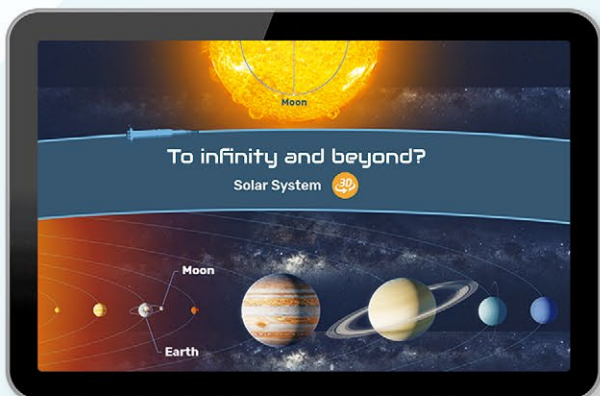 Moon
To infinity and beyond?
Solar System 3D
Moon
Earth